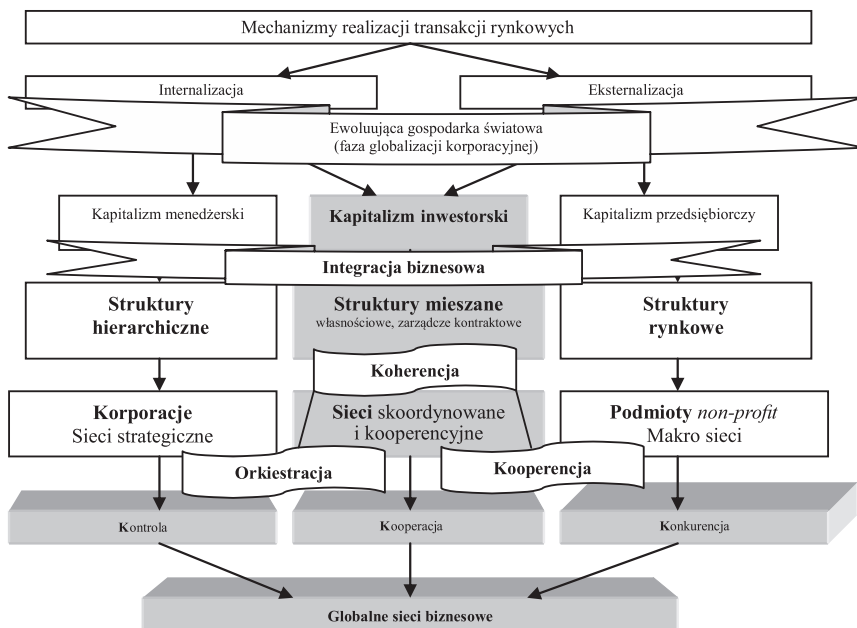 Mechanizmy realizacji transakcji rynkowych
Internalizacja
Eksternalizacja
Ewoluująca gospodarka światowa
(faza globalizacji korporacyjnej)
Kapitalizm menedżerski
Kapitalizm inwestorski
Kapitalizm przedsiębiorczy
Integracja biznesowa
Struktury
hierarchiczne
Struktury mieszane
własnościowe, zarządcze kontraktowe
Struktury
rynkowe
Koherencja
Korporacje
Sieci strategiczne
Sieci skoordynowane
i kooperencyjne
Podmioty non-profit
Makro sieci
Orkiestracja
Kooperencja
Kontrola
Kooperacja
Konkurencja
Globalne sieci biznesowe